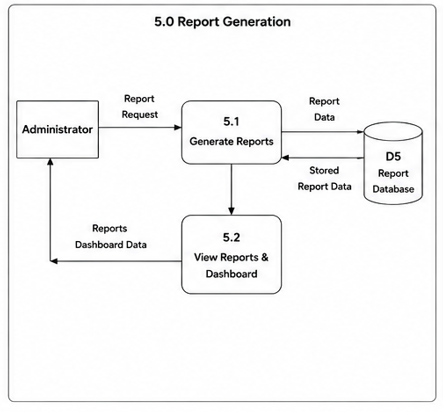 5.0 Report Generation
Report
Request
Report
Data
Administrator
5.1
Generate Reports
D5
Report
Database
Stored
Report Data
Reports
Dashboard Data
5.2
View Reports &
Dashboard